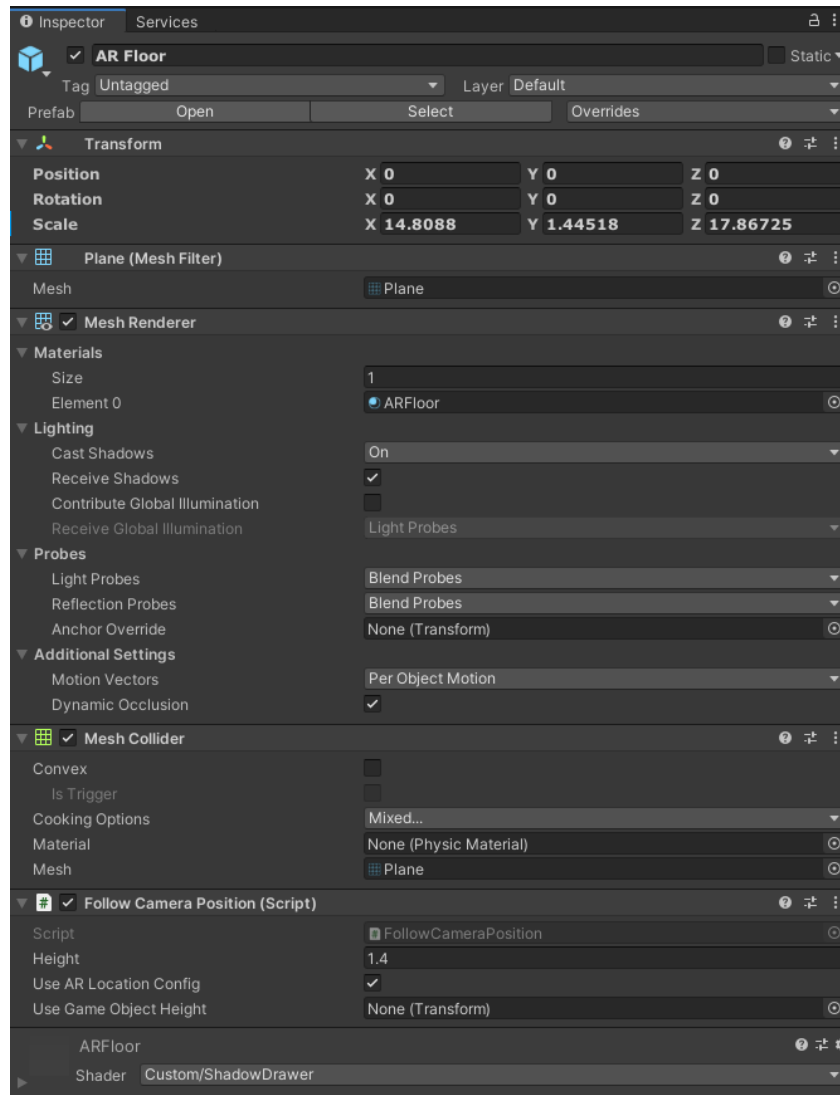 Inspector Services
AR Floor Static
Tag Untagged Layer Default
Prefab Open Select Overrides
Transform
Position X 0 Y 0 Z 0
Rotation X 0 Y 0 Z 0
Scale X 14.8088 Y 1.44518 Z 17.86725
Plane (Mesh Filter)
Mesh Plane
Mesh Renderer
Materials
Size 1
Element 0 ARFloor
Lighting
Cast Shadows On
Receive Shadows
Contribute Global Illumination
Receive Global Illumination Light Probes
Probes
Light Probes Blend Probes
Reflection Probes Blend Probes
Anchor Override None (Transform)
Additional Settings
Motion Vectors Per Object Motion
Dynamic Occlusion
Mesh Collider
Convex
Is Trigger
Cooking Options Mixed...
Material None (Physic Material)
Mesh Plane
# Follow Camera Position (Script)
Script FollowCameraPosition
Height 1.4
Use AR Location Config
Use Game Object Height None (Transform)
ARFloor
Shader Custom/ShadowDrawer